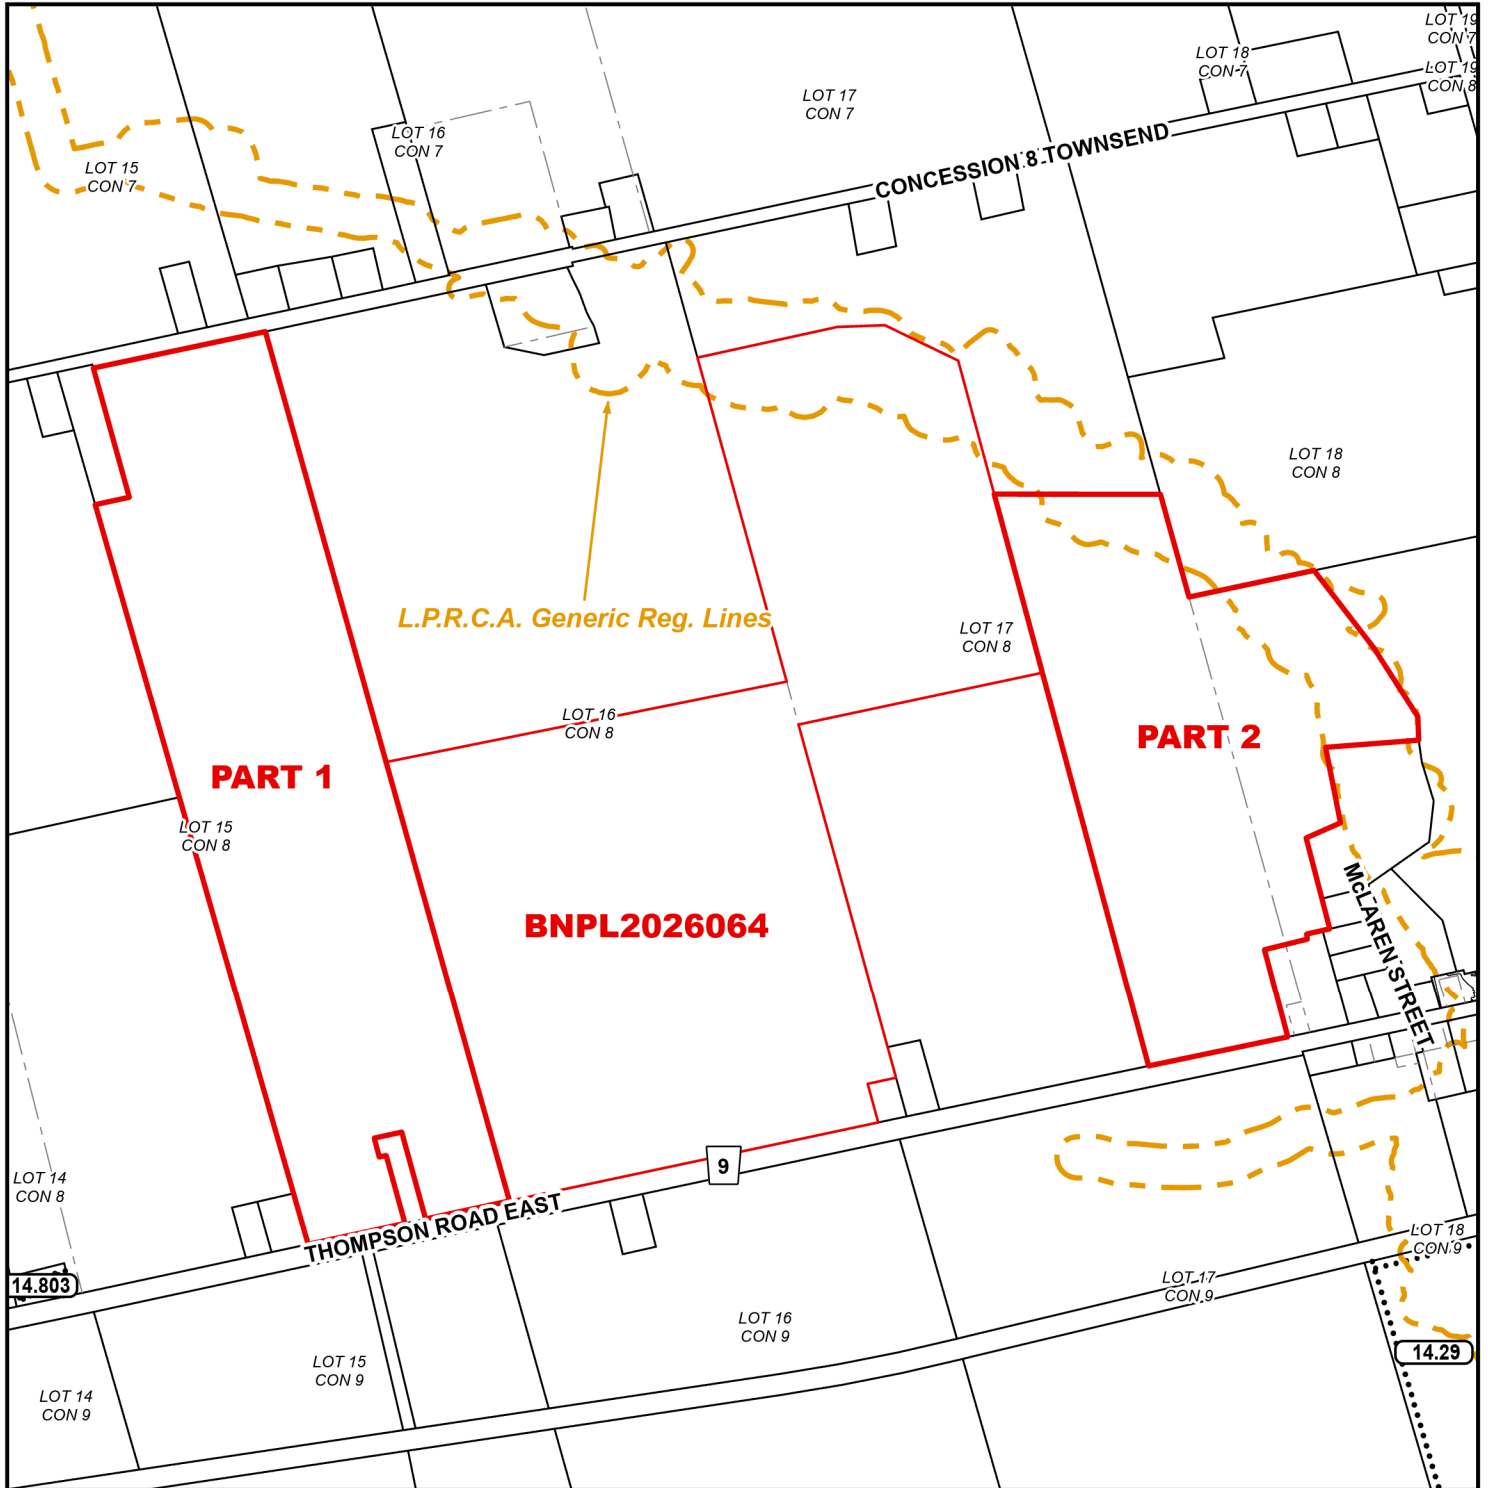 LOT 19
CON 7
LOT 18
CON 7
LOT 19
CON 8
LOT 17
CON 7
LOT 16
CON 7
LOT 15
CON 7
CONCESSION 8 TOWNSEND
LOT 18
CON 8
L.P.R.C.A. Generic Reg. Lines
LOT 17
CON 8
LOT 16
CON 8
PART 2
PART 1
LOT 15
CON 8
BNPL2026064
McLAREN STREET
9
LOT 14
CON 8
THOMPSON ROAD EAST
LOT 18
CON 9
14.803
LOT 17
CON 9
LOT 16
CON 9
14.29
LOT 15
CON 9
LOT 14
CON 9